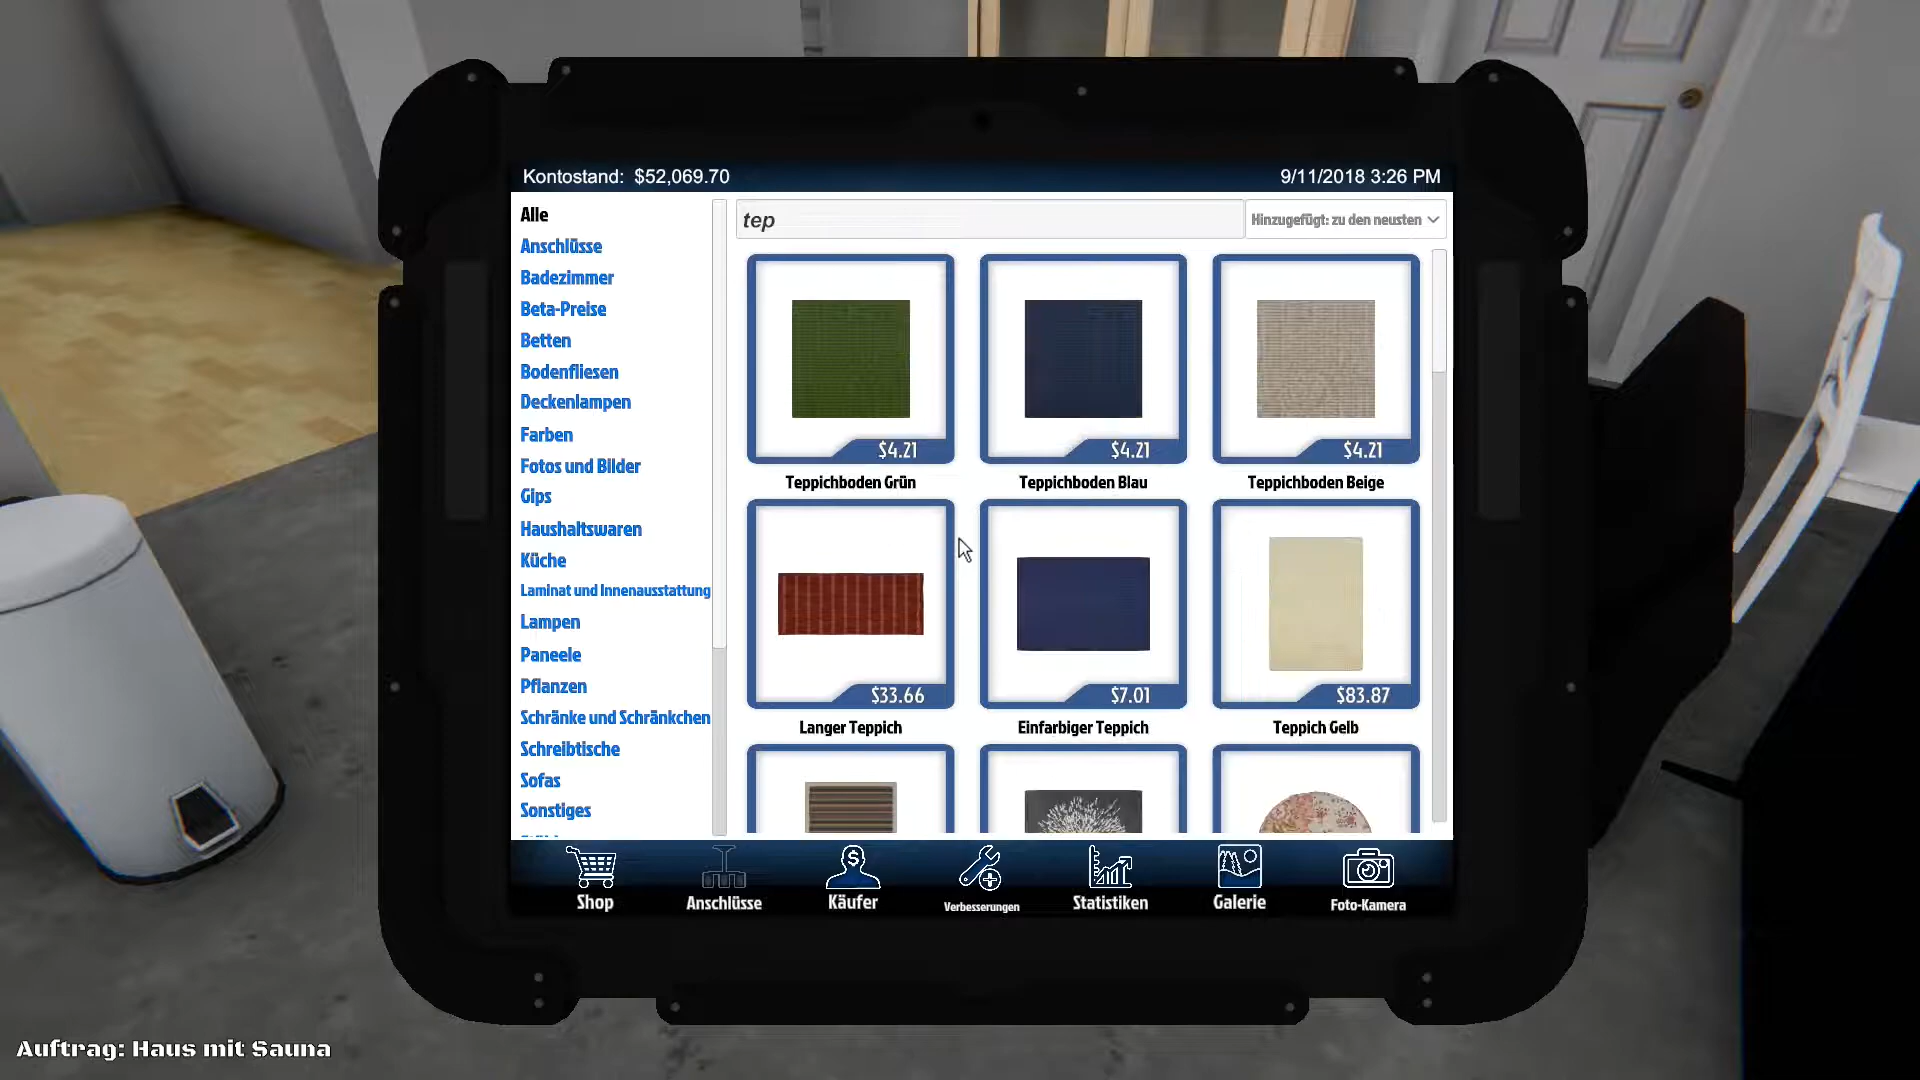 Kontostand: $52,069.70
9/11/2018 3:26 PM
Alle
Anschlüsse
Badezimmer
Beta-Preise
Betten
Bodenfliesen
Deckenlampen
Farben
Fotos und Bilder
Gips
Haushaltswaren
Küche
Laminat und Innenausstattung
Lampen
Paneele
Pflanzen
Schränke und Schränkchen
Schreibtische
Sofas
Sonstiges
tep
Hinzugefügt: zu den neusten
$4.21
$4.21
$4.21
Teppichboden Grün
Teppichboden Blau
Teppichboden Beige
$33.66
$7.01
$83.87
Langer Teppich
Einfarbiger Teppich
Teppich Gelb
Shop
Anschlüsse
Käufer
Verbesserungen
Statistiken
Galerie
Foto-Kamera
Auftrag: Haus mit Sauna